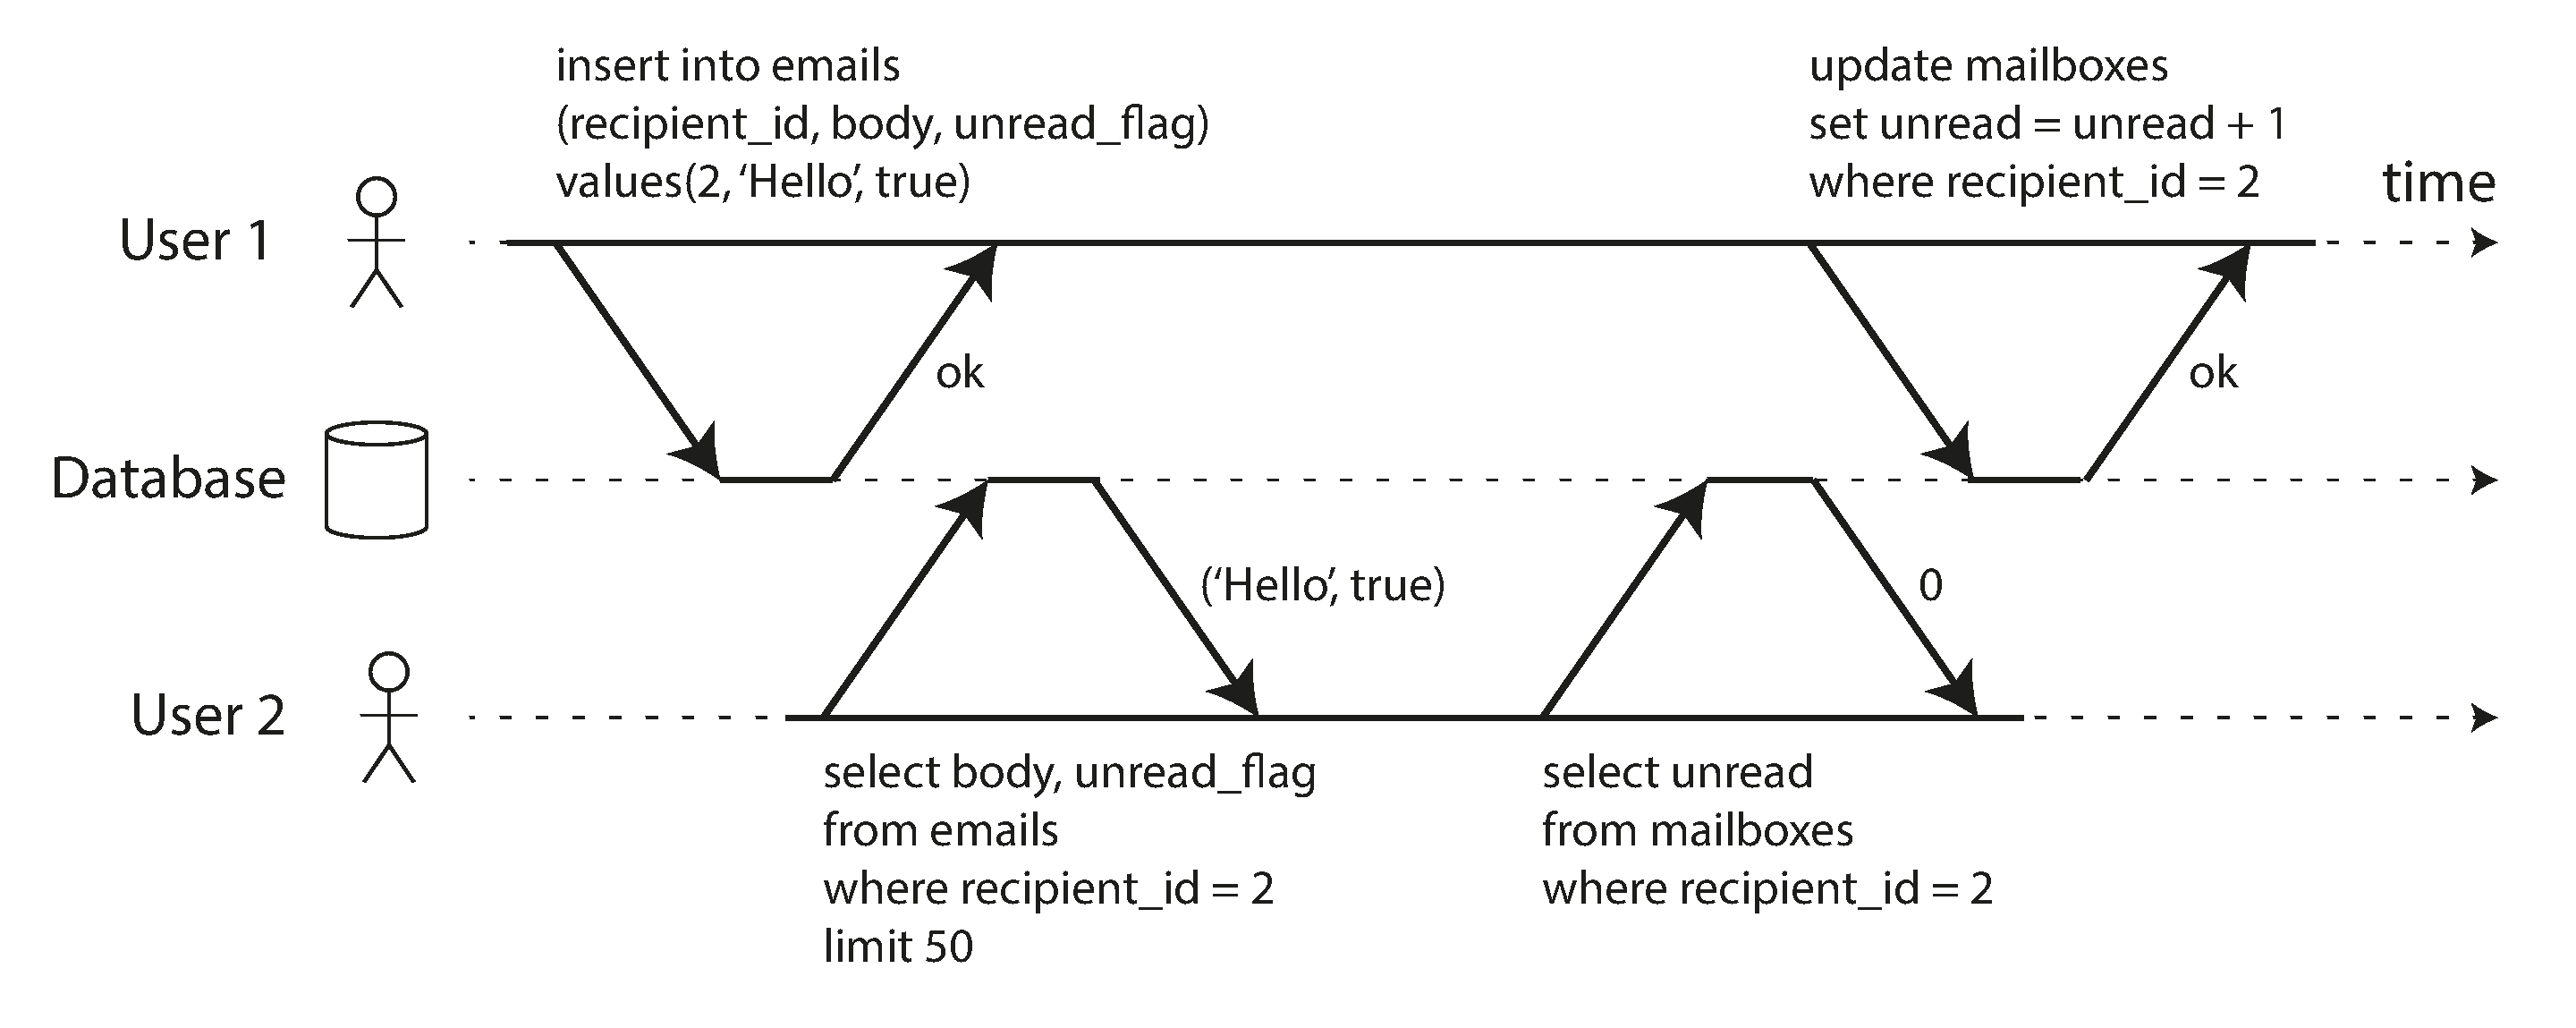 insert into emails
(recipient_id, body, unread_flag)
values(2, ‘Hello’, true)
update mailboxes
set unread = unread + 1
where recipient_id = 2
time
User 1
ok
ok
Database
(‘Hello’, true)
0
User 2
select body, unread_flag
from emails
where recipient_id = 2
limit 50
select unread
from mailboxes
where recipient_id = 2